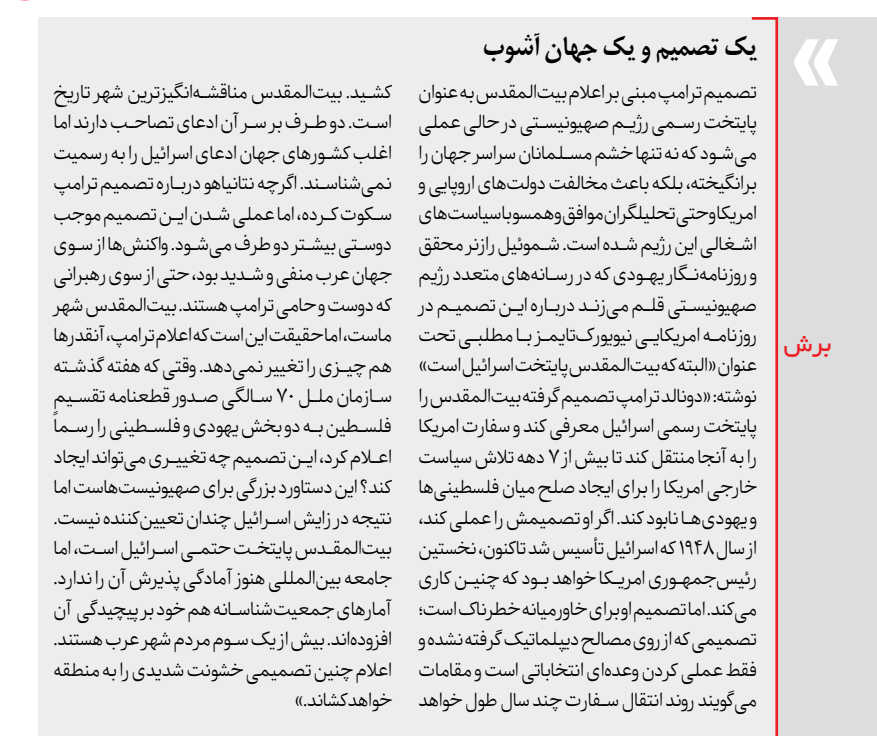 »
برش
یک تصمیم و یک جهان آشوب
تصمیم ترامپ مبنی بر اعلام بیت‌المقدس به عنوان
پایتخت رسمی رژیم صهیونیستی در حالی عملی
می‌شود که نه تنها خشم مسلمانان سراسر جهان را
برانگیخته، بلکه باعث مخالفت دولت‌های اروپایی و
امریکا وحتی تحلیلگران موافق وهمسو با سیاست‌های
اشغالی این رژیم شده است. شموئیل رازنر محقق
و روزنامه‌نگار یهودی که در رسانه‌های متعدد رژیم
صهیونیستی قلم می‌زند درباره این تصمیم در
روزنامه امریکایی نیویورک‌تایمز با مطلبی تحت
عنوان «البته که بیت‌المقدس پایتخت اسرائیل است»
نوشته: «دونالد ترامپ تصمیم گرفته بیت‌المقدس را
پایتخت رسمی اسرائیل معرفی کند و سفارت امریکا
را به آنجا منتقل کند تا بیش از ۷ دهه تلاش سیاست
خارجی امریکا را برای ایجاد صلح میان فلسطینی‌ها
و یهودی‌ها نابود کند. اگر او تصمیمش را عملی کند،
از سال ۱۹۴۸ که اسرائیل تأسیس شد تاکنون، نخستین
رئیس‌جمهوری امریکا خواهد بود که چنین کاری
می‌کند. اما تصمیم او برای خاورمیانه خطرناک است؛
تصمیمی که از روی مصالح دیپلماتیک گرفته نشده و
فقط عملی کردن وعده‌ای انتخاباتی است و مقامات
می‌گویند روند انتقال سفارت چند سال طول خواهد
کشید. بیت‌المقدس مناقشه‌انگیزترین شهر تاریخ
است. دو طرف بر سر آن ادعای تصاحب دارند اما
اغلب کشورهای جهان ادعای اسرائیل را به رسمیت
نمی‌شناسند. اگرچه نتانیاهو درباره تصمیم ترامپ
سکوت کرده، اما عملی شدن این تصمیم موجب
دوستی بیشتر دو طرف می‌شود. واکنش‌ها از سوی
جهان عرب منفی و شدید بود، حتی از سوی رهبرانی
که دوست و حامی ترامپ هستند. بیت‌المقدس شهر
ماست، اما حقیقت این است که اعلام ترامپ، آنقدرها
هم چیزی را تغییر نمی‌دهد. وقتی که هفته گذشته
سازمان ملل ۷۰ سالگی صدور قطعنامه تقسیم
فلسطین به دو بخش یهودی و فلسطینی را رسماً
اعلام کرد، این تصمیم چه تغییری می‌تواند ایجاد
کند؟ این دستاورد بزرگی برای صهیونیست‌هاست اما
نتیجه در زایش اسرائیل چندان تعیین‌کننده نیست.
بیت‌المقدس پایتخت حتمی اسرائیل است، اما
جامعه بین‌المللی هنوز آمادگی پذیرش آن را ندارد.
آمارهای جمعیت‌شناسانه هم خود بر پیچیدگی آن
افزوده‌اند. بیش از یک سوم مردم شهر عرب هستند.
اعلام چنین تصمیمی خشونت شدیدی را به منطقه
خواهد کشاند.»